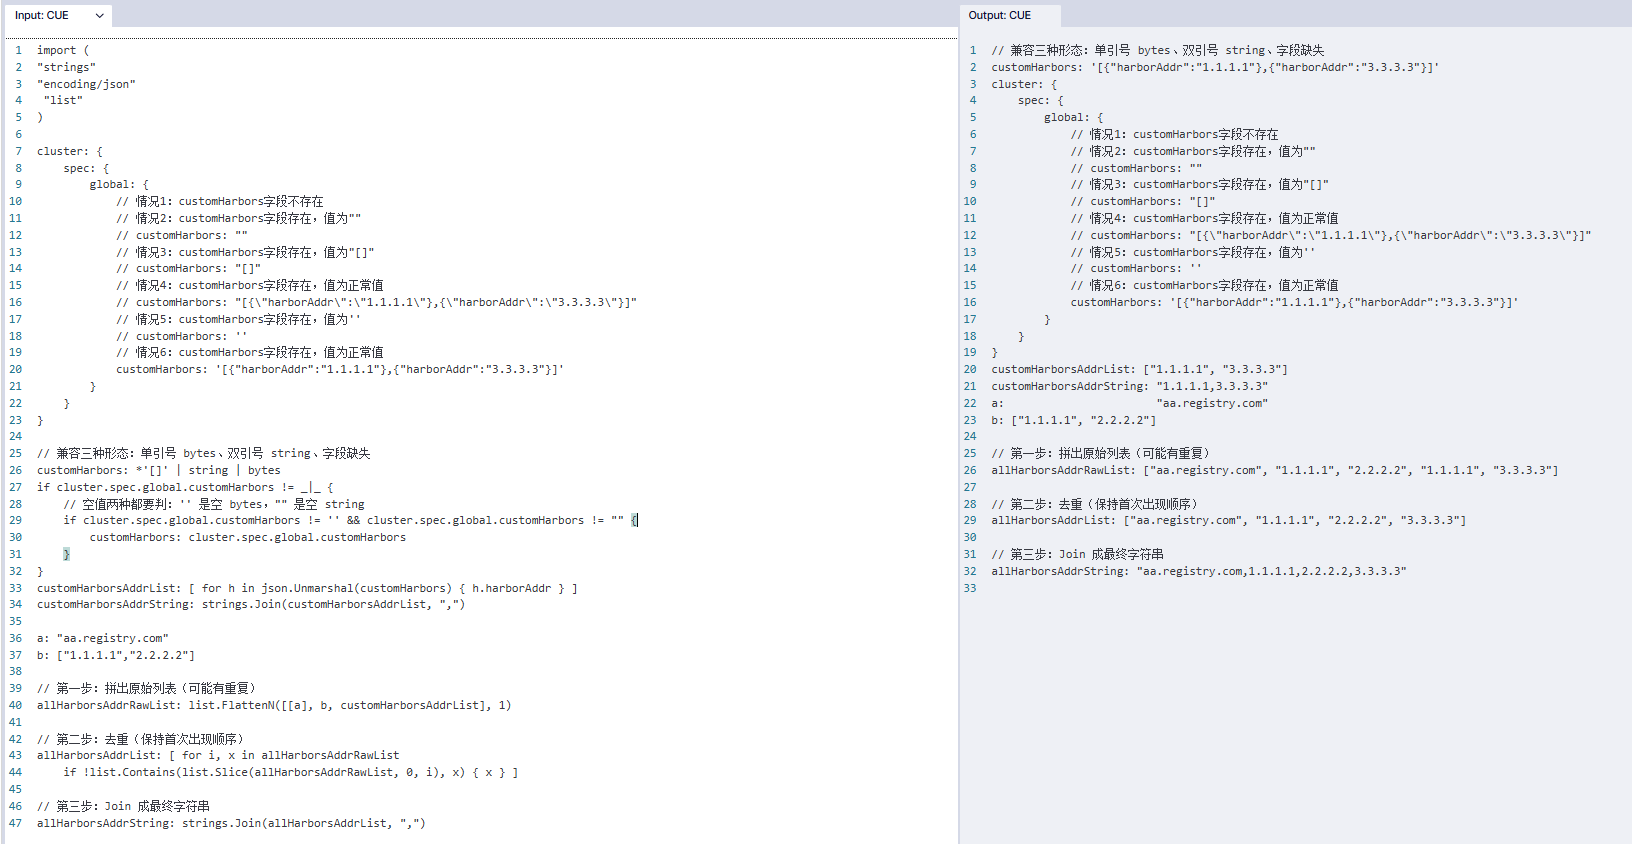 Input: CUE
1 import (
2 "strings"
3 "encoding/json"
4  "list"
5 )
6
7 cluster: {
8     spec: {
9         global: {
10             // 情况1: customHarbors字段不存在
11             // 情况2: customHarbors字段存在，值为""
12             // customHarbors: ""
13             // 情况3: customHarbors字段存在，值为"[]"
14             // customHarbors: "[]"
15             // 情况4: customHarbors字段存在，值为正常值
16             // customHarbors: "[{\"harborAddr\":\"1.1.1.1\"},{\"harborAddr\":\"3.3.3.3\"}]"
17             // 情况5: customHarbors字段存在，值为''
18             // customHarbors: ''
19             // 情况6: customHarbors字段存在，值为正常值
20             customHarbors: '[{"harborAddr":"1.1.1.1"},{"harborAddr":"3.3.3.3"}]'
21         }
22     }
23 }
24
25 // 兼容三种形态：单引号 bytes、双引号 string、字段缺失
26 customHarbors: *'[]' | string | bytes
27 if cluster.spec.global.customHarbors != _|_ {
28     // 空值两种都要判：'' 是空 bytes，"" 是空 string
29     if cluster.spec.global.customHarbors != '' && cluster.spec.global.customHarbors != "" {
30         customHarbors: cluster.spec.global.customHarbors
31     }
32 }
33 customHarborsAddrList: [ for h in json.Unmarshal(customHarbors) { h.harborAddr } ]
34 customHarborsAddrString: strings.Join(customHarborsAddrList, ",")
35
36 a: "aa.registry.com"
37 b: ["1.1.1.1","2.2.2.2"]
38
39 // 第一步：拼出原始列表（可能有重复）
40 allHarborsAddrRawList: list.FlattenN([[a], b, customHarborsAddrList], 1)
41
42 // 第二步：去重（保持首次出现顺序）
43 allHarborsAddrList: [ for i, x in allHarborsAddrRawList
44     if !list.Contains(list.Slice(allHarborsAddrRawList, 0, i), x) { x } ]
45
46 // 第三步：Join 成最终字符串
47 allHarborsAddrString: strings.Join(allHarborsAddrList, ",")
Output: CUE
1 // 兼容三种形态：单引号 bytes、双引号 string、字段缺失
2 customHarbors: '[{"harborAddr":"1.1.1.1"},{"harborAddr":"3.3.3.3"}]'
3 cluster: {
4     spec: {
5         global: {
6             // 情况1: customHarbors字段不存在
7             // 情况2: customHarbors字段存在，值为""
8             // customHarbors: ""
9             // 情况3: customHarbors字段存在，值为"[]"
10             // customHarbors: "[]"
11             // 情况4: customHarbors字段存在，值为正常值
12             // customHarbors: "[{\"harborAddr\":\"1.1.1.1\"},{\"harborAddr\":\"3.3.3.3\"}]"
13             // 情况5: customHarbors字段存在，值为''
14             // customHarbors: ''
15             // 情况6: customHarbors字段存在，值为正常值
16             customHarbors: '[{"harborAddr":"1.1.1.1"},{"harborAddr":"3.3.3.3"}]'
17         }
18     }
19 }
20 customHarborsAddrList: ["1.1.1.1", "3.3.3.3"]
21 customHarborsAddrString: "1.1.1.1,3.3.3.3"
22 a:                       "aa.registry.com"
23 b: ["1.1.1.1", "2.2.2.2"]
24
25 // 第一步：拼出原始列表（可能有重复）
26 allHarborsAddrRawList: ["aa.registry.com", "1.1.1.1", "2.2.2.2", "1.1.1.1", "3.3.3.3"]
27
28 // 第二步：去重（保持首次出现顺序）
29 allHarborsAddrList: ["aa.registry.com", "1.1.1.1", "2.2.2.2", "3.3.3.3"]
30
31 // 第三步：Join 成最终字符串
32 allHarborsAddrString: "aa.registry.com,1.1.1.1,2.2.2.2,3.3.3.3"
33